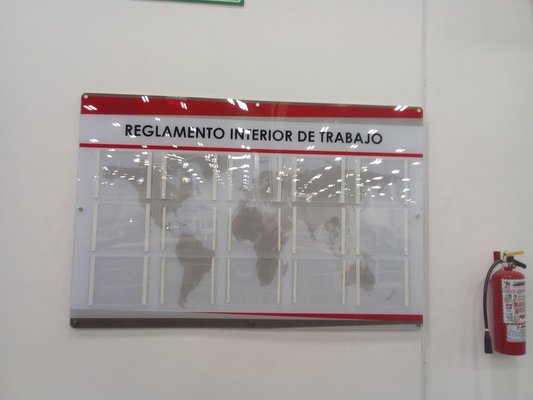 REGLAMENTO INTERIOR DE TRABAJO